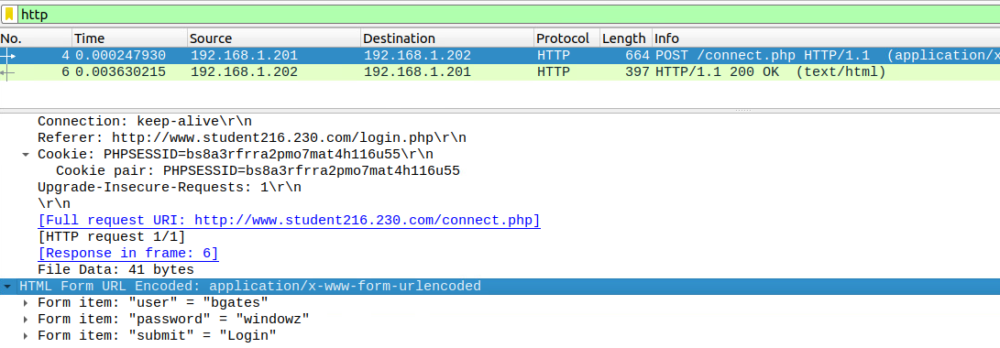 http
No. Time Source Destination Protocol Length Info
4 0.000247930 192.168.1.201 192.168.1.202 HTTP 664 POST /connect.php HTTP/1.1 (application/x
6 0.003630215 192.168.1.202 192.168.1.201 HTTP 397 HTTP/1.1 200 OK (text/html)
Connection: keep-alive\r\n
Referer: http://www.student216.230.com/login.php\r\n
Cookie: PHPSESSID=bs8a3rfrra2pmo7mat4h116u55\r\n
Cookie pair: PHPSESSID=bs8a3rfrra2pmo7mat4h116u55
Upgrade-Insecure-Requests: 1\r\n
\r\n
[Full request URI: http://www.student216.230.com/connect.php]
[HTTP request 1/1]
[Response in frame: 6]
File Data: 41 bytes
HTML Form URL Encoded: application/x-www-form-urlencoded
Form item: "user" = "bgates"
Form item: "password" = "windowz"
Form item: "submit" = "Login"